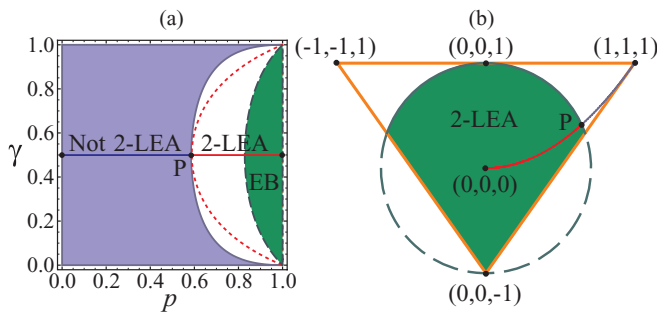 (a)
1.0
0.8
0.6
0.4
0.2
0.0
γ
Not 2-LEA
2-LEA
P
EB
0.0 0.2 0.4 0.6 0.8 1.0
p
(b)
(-1,-1,1) (0,0,1) (1,1,1)
2-LEA
P
(0,0,0)
(0,0,-1)